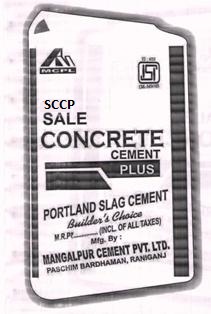 MCPL
SCCP
SALE
CONCRETE
CEMENT
PLUS
PORTLAND SLAG CEMENT
Builder's Choice
(INCL OF ALL TAXES)
Mfg. By :
MANGALPUR CEMENT PVT. LTD.
PASCHIM BARDHAMAN, RANIGANJ